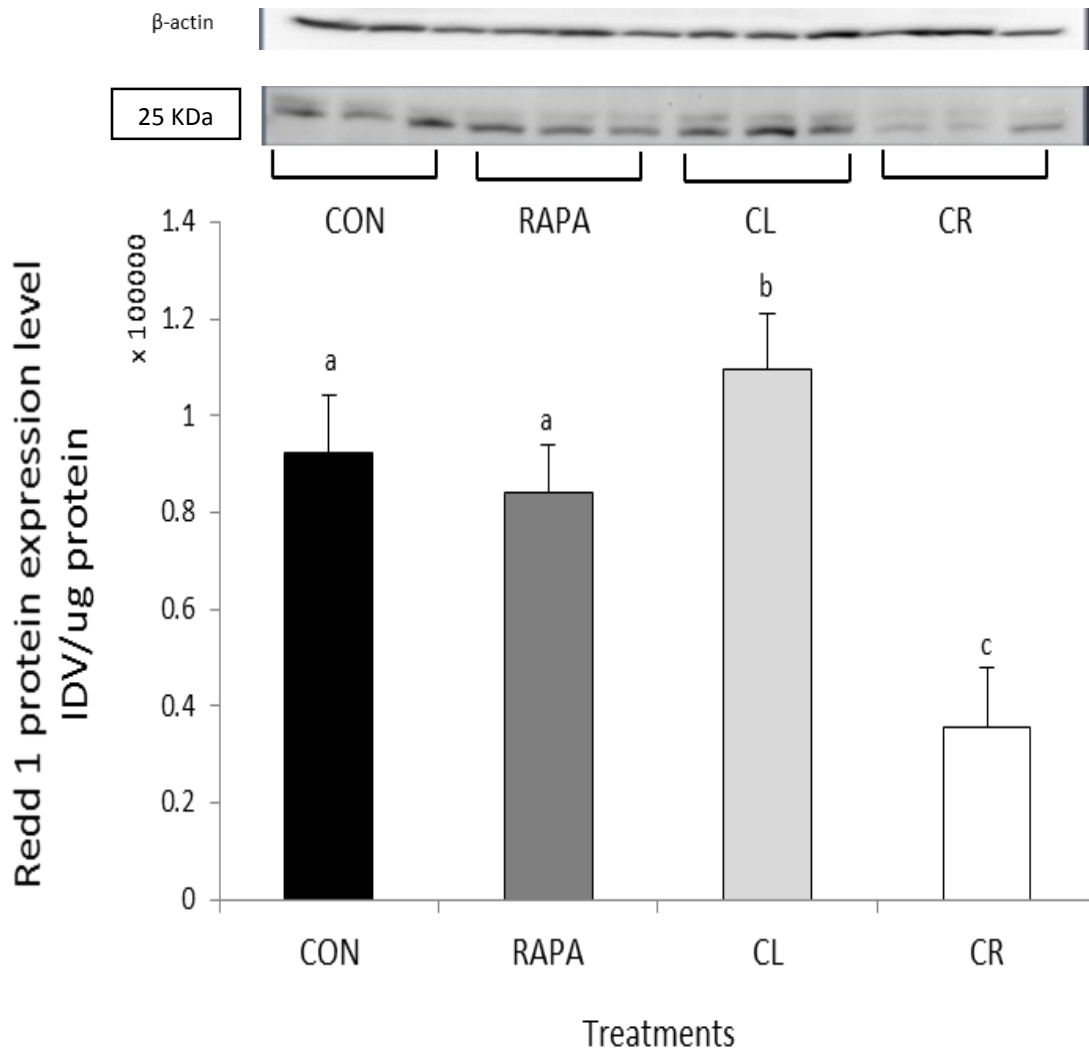 β-actin
25 KDa
CON RAPA CL CR
Redd 1 protein expression level
IDV/ug protein
x 100000
1.4
1.2
1
0.8
0.6
0.4
0.2
0
a
a
b
c
CON RAPA CL CR
Treatments